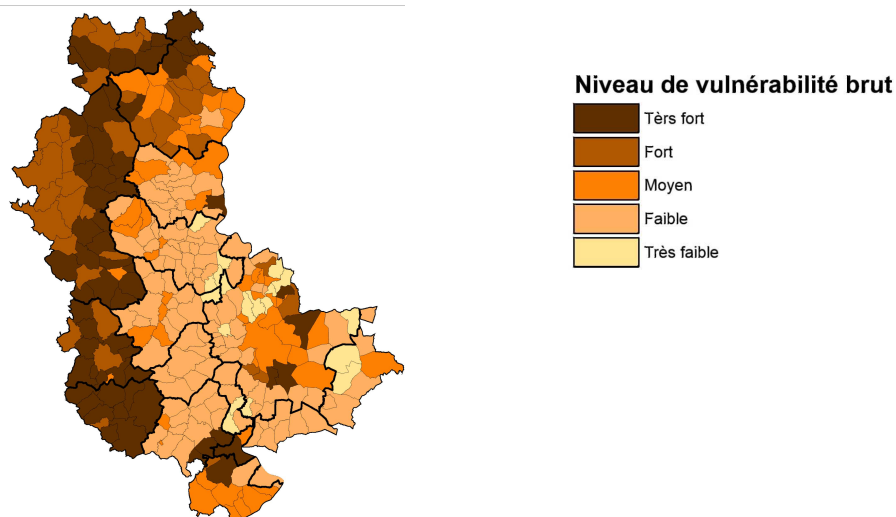 Niveau de vulnérabilité brut
Tèrs fort
Fort
Moyen
Faible
Très faible